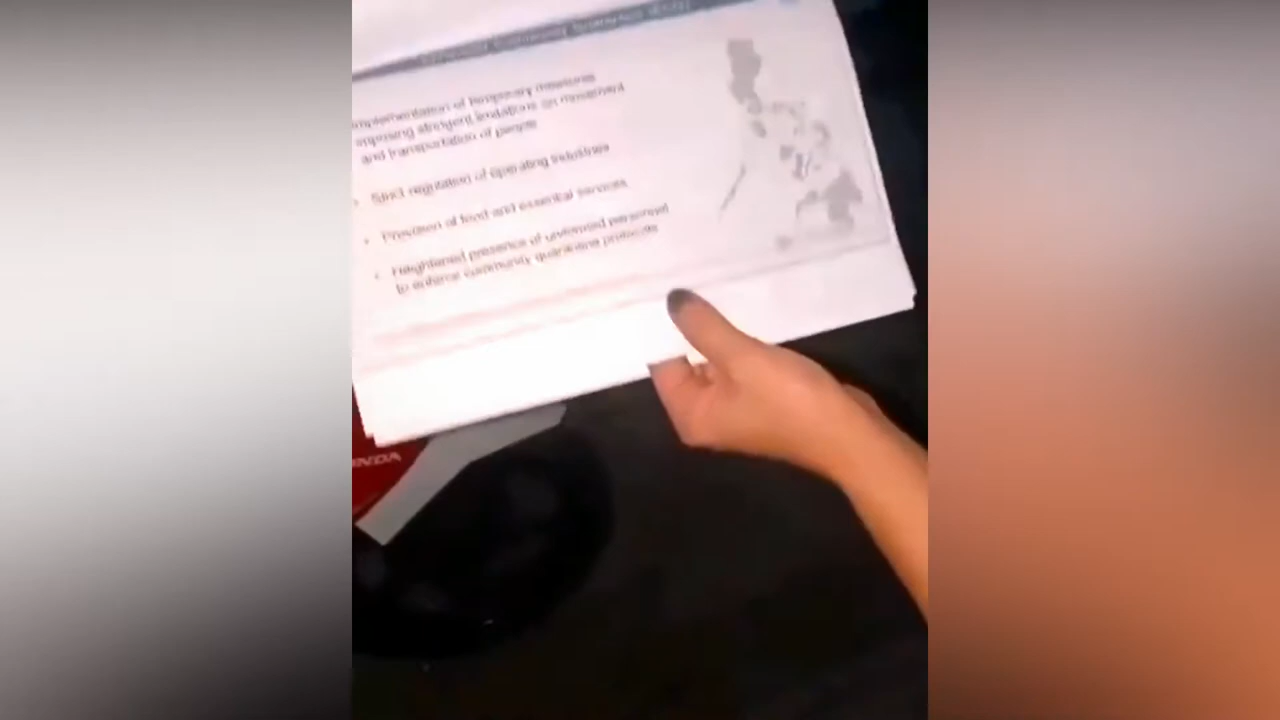 Implementation of temporary measures
imposing stringent limitations on movement
and transportation of people
Strict regulation of operating industries
Provision of food and essential services
Heightened presence of uniformed personnel
to enforce community quarantine protocols